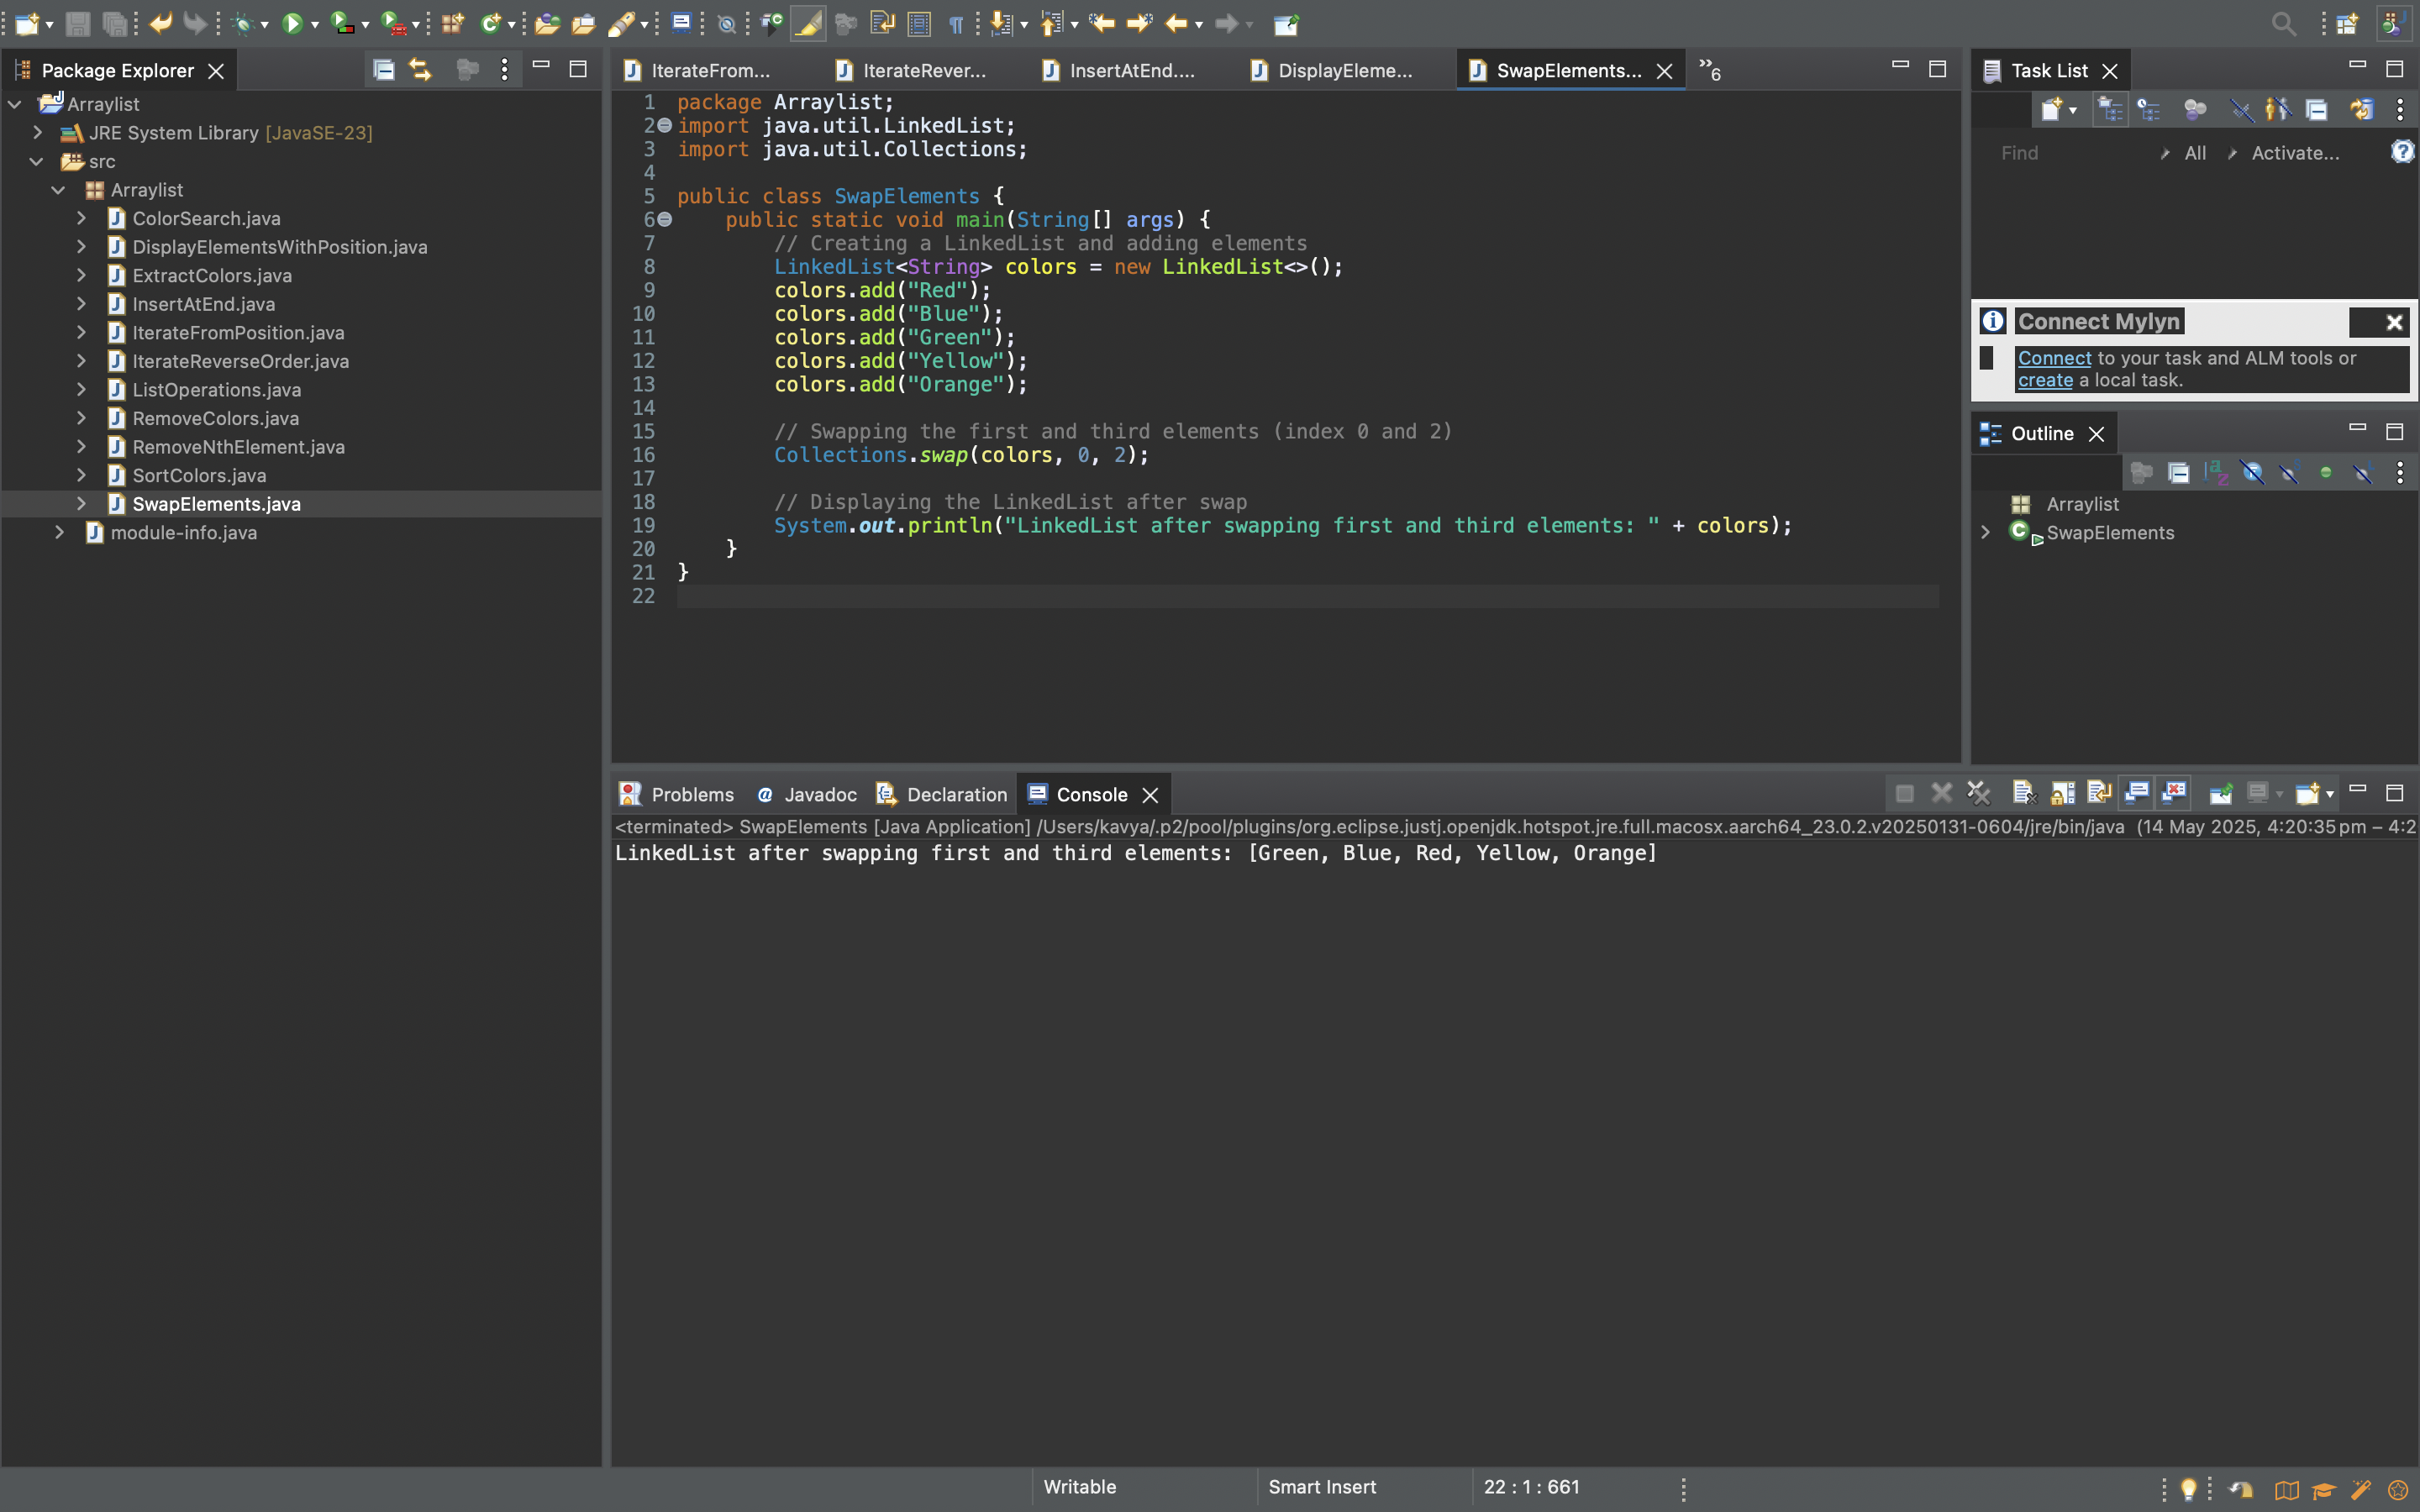 Package Explorer
Arraylist
JRE System Library [JavaSE-23]
src
Arraylist
ColorSearch.java
DisplayElementsWithPosition.java
ExtractColors.java
InsertAtEnd.java
IterateFromPosition.java
IterateReverseOrder.java
ListOperations.java
RemoveColors.java
RemoveNthElement.java
SortColors.java
SwapElements.java
module-info.java
IterateFrom... IterateRever... InsertAtEnd.... DisplayEleme... SwapElements... »6
1 package Arraylist;
2 import java.util.LinkedList;
3 import java.util.Collections;
4
5 public class SwapElements {
6     public static void main(String[] args) {
7         // Creating a LinkedList and adding elements
8         LinkedList<String> colors = new LinkedList<>();
9         colors.add("Red");
10         colors.add("Blue");
11         colors.add("Green");
12         colors.add("Yellow");
13         colors.add("Orange");
14
15         // Swapping the first and third elements (index 0 and 2)
16         Collections.swap(colors, 0, 2);
17
18         // Displaying the LinkedList after swap
19         System.out.println("LinkedList after swapping first and third elements: " + colors);
20     }
21 }
22
Task List
Find All Activate...
Connect Mylyn
Connect to your task and ALM tools or
create a local task.
Outline
Arraylist
SwapElements
Problems Javadoc Declaration Console
<terminated> SwapElements [Java Application] /Users/kavya/.p2/pool/plugins/org.eclipse.justj.openjdk.hotspot.jre.full.macosx.aarch64_23.0.2.v20250131-0604/jre/bin/java (14 May 2025, 4:20:35 pm – 4:2
LinkedList after swapping first and third elements: [Green, Blue, Red, Yellow, Orange]
Writable Smart Insert 22 : 1 : 661